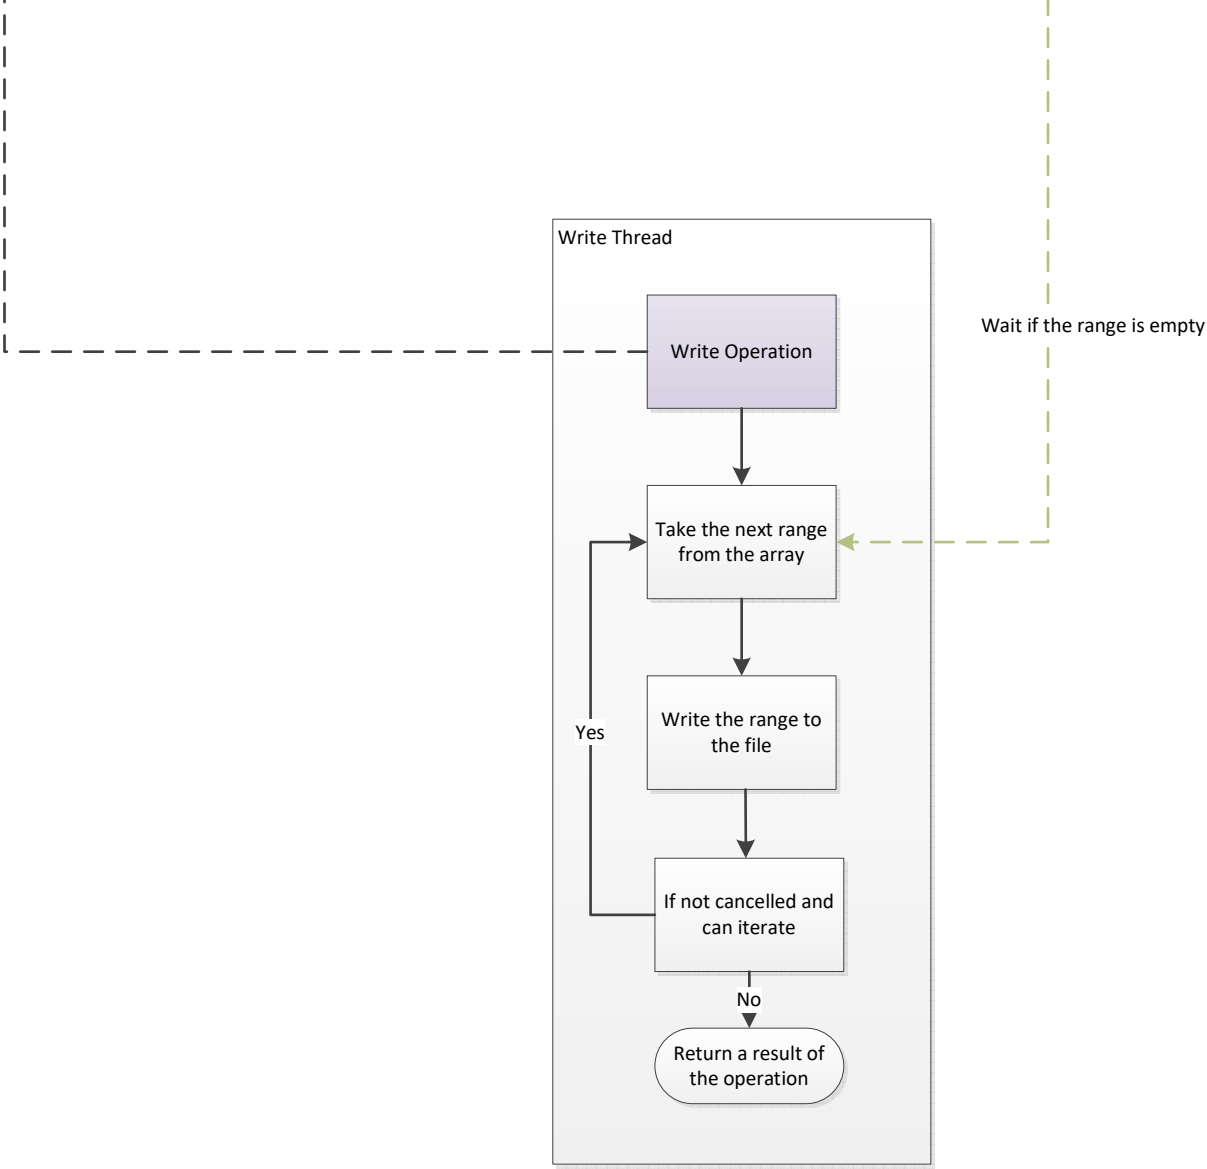 Write Thread
Wait if the range is empty
Write Operation
Take the next range
from the array
Write the range to
the file
Yes
If not cancelled and
can iterate
No
Return a result of
the operation